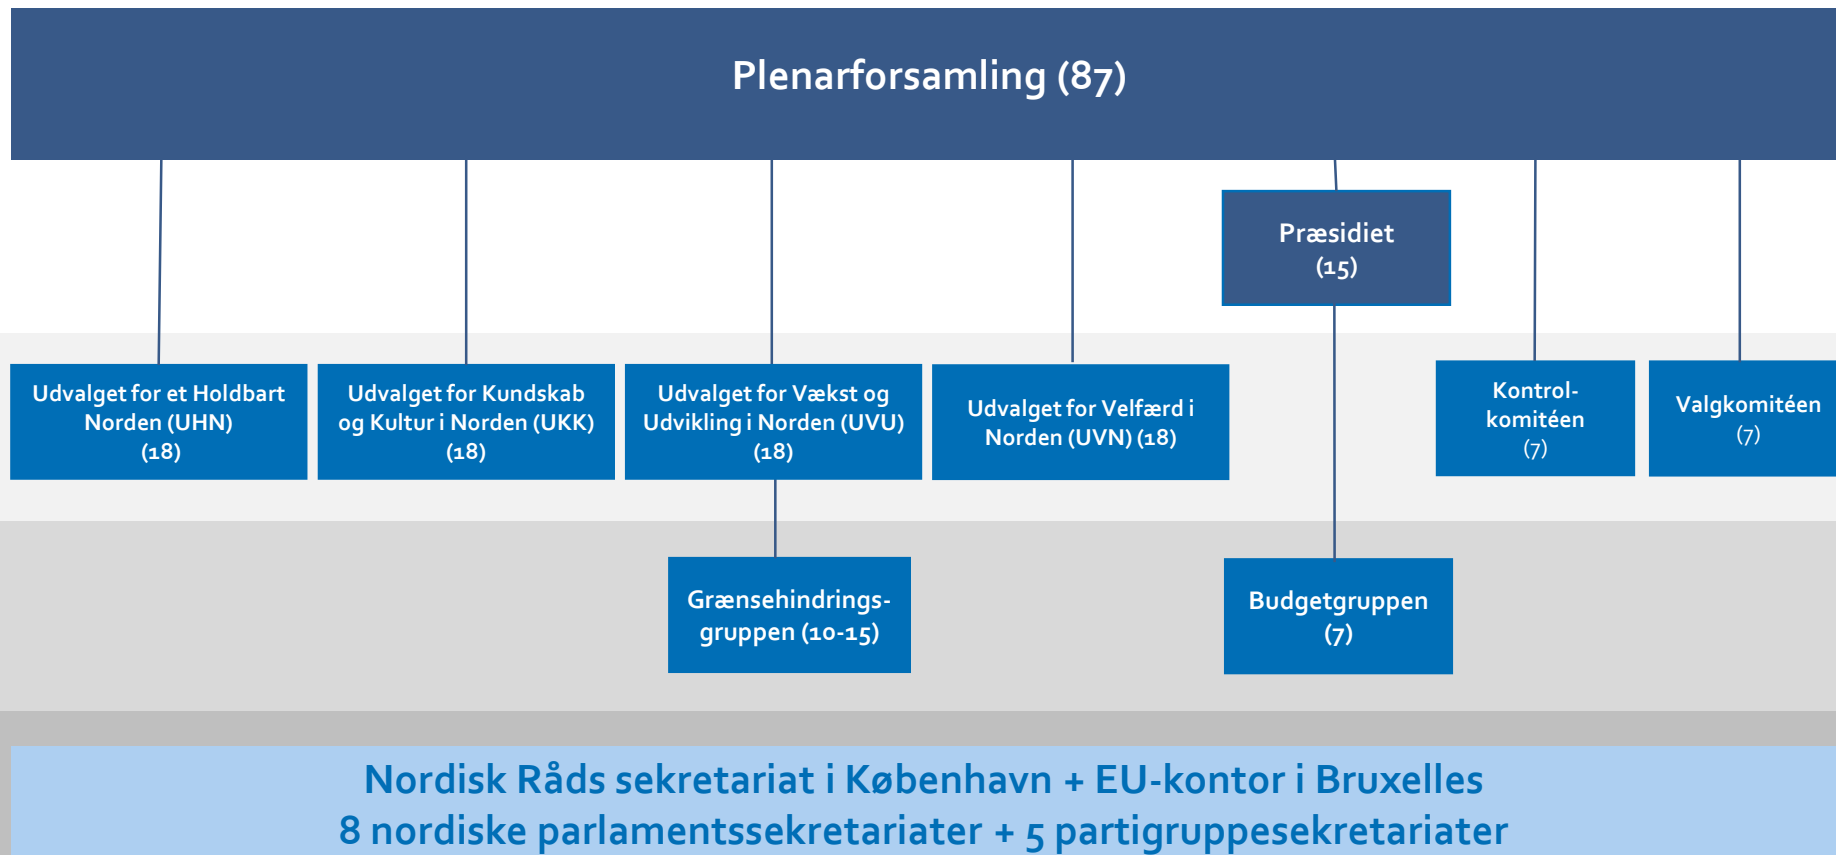 Plenarforsamling (87)
Præsidiet
(15)
Udvalget for et Holdbart
Norden (UHN)
(18)
Udvalget for Kundskab
og Kultur i Norden (UKK)
(18)
Udvalget for Vækst og
Udvikling i Norden (UVU)
(18)
Udvalget for Velfærd i
Norden (UVN) (18)
Kontrol-
komitéen
(7)
Valgkomitéen
(7)
Grænsehindrings-
gruppen (10-15)
Budgetgruppen
(7)
Nordisk Råds sekretariat i København + EU-kontor i Bruxelles
8 nordiske parlamentssekretariater + 5 partigruppesekretariater